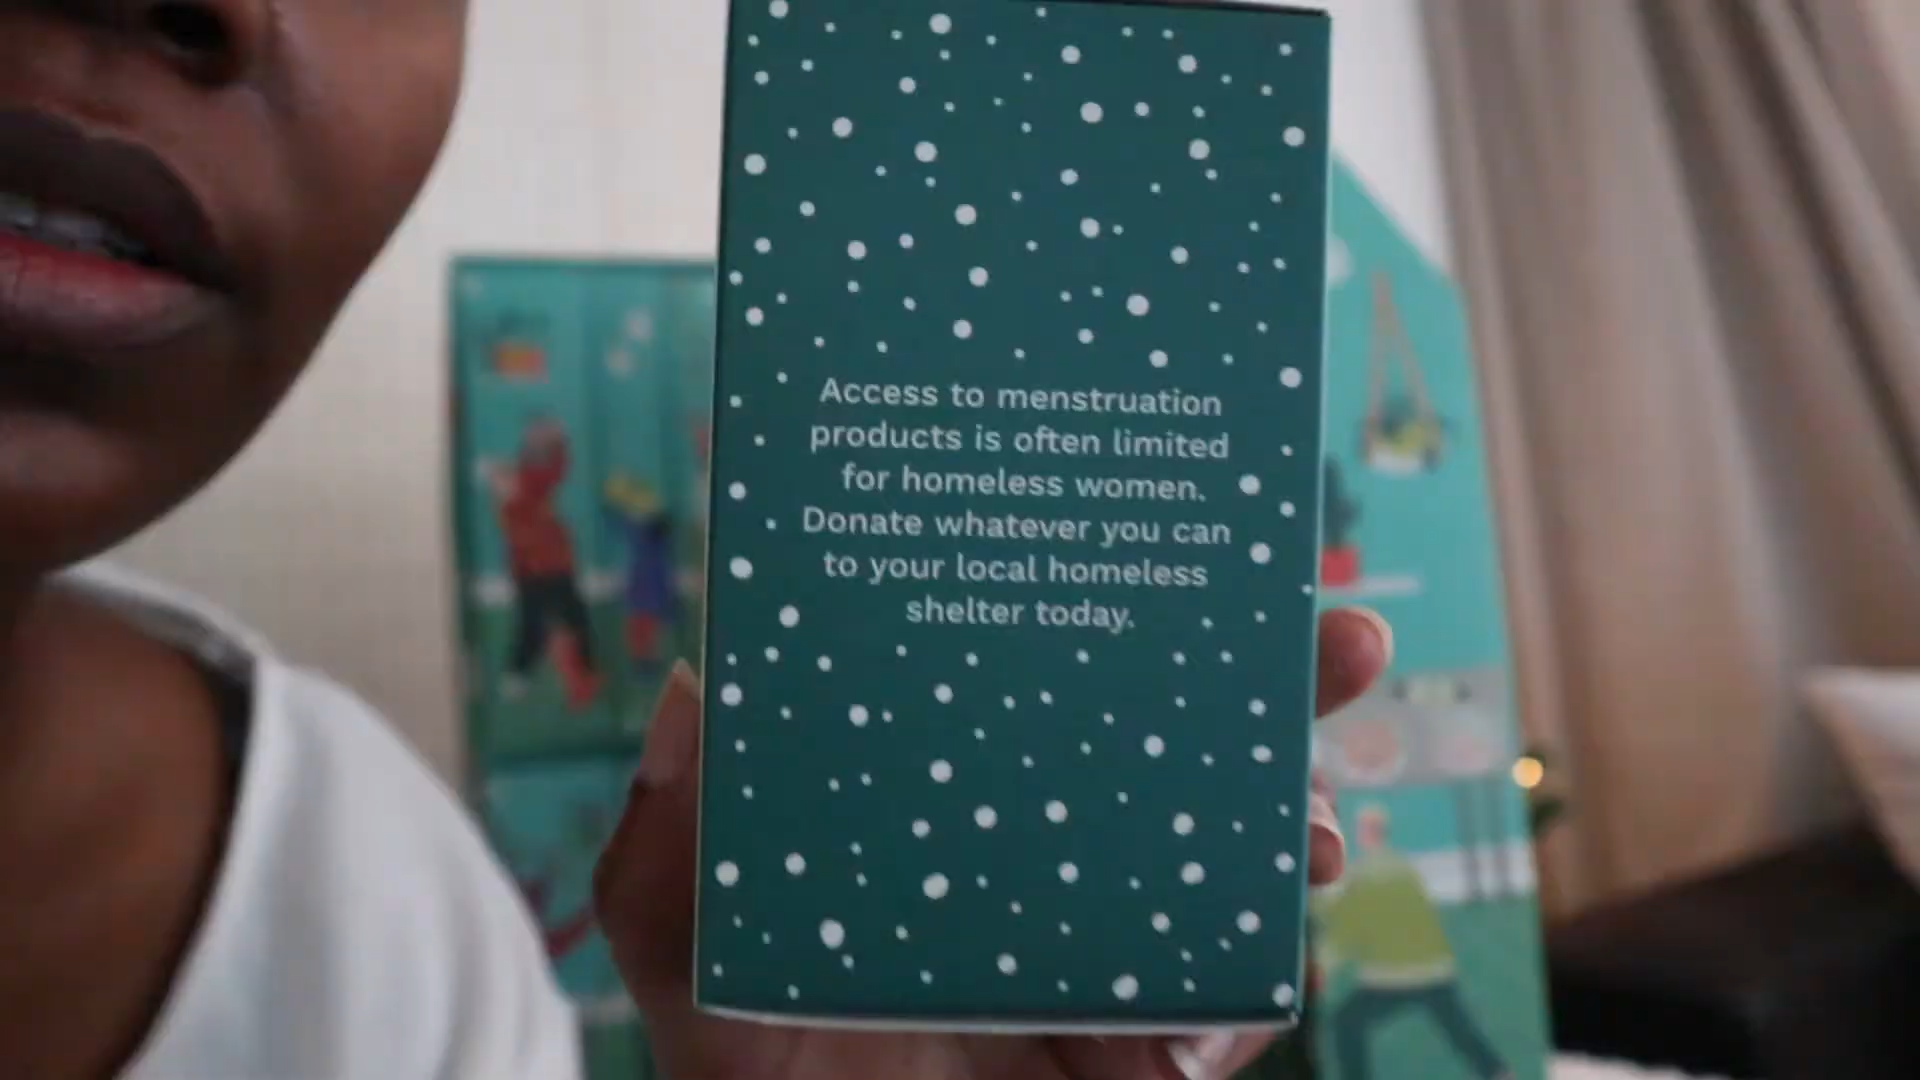 Access to menstruation
products is often limited
for homeless women.
Donate whatever you can
to your local homeless
shelter today.